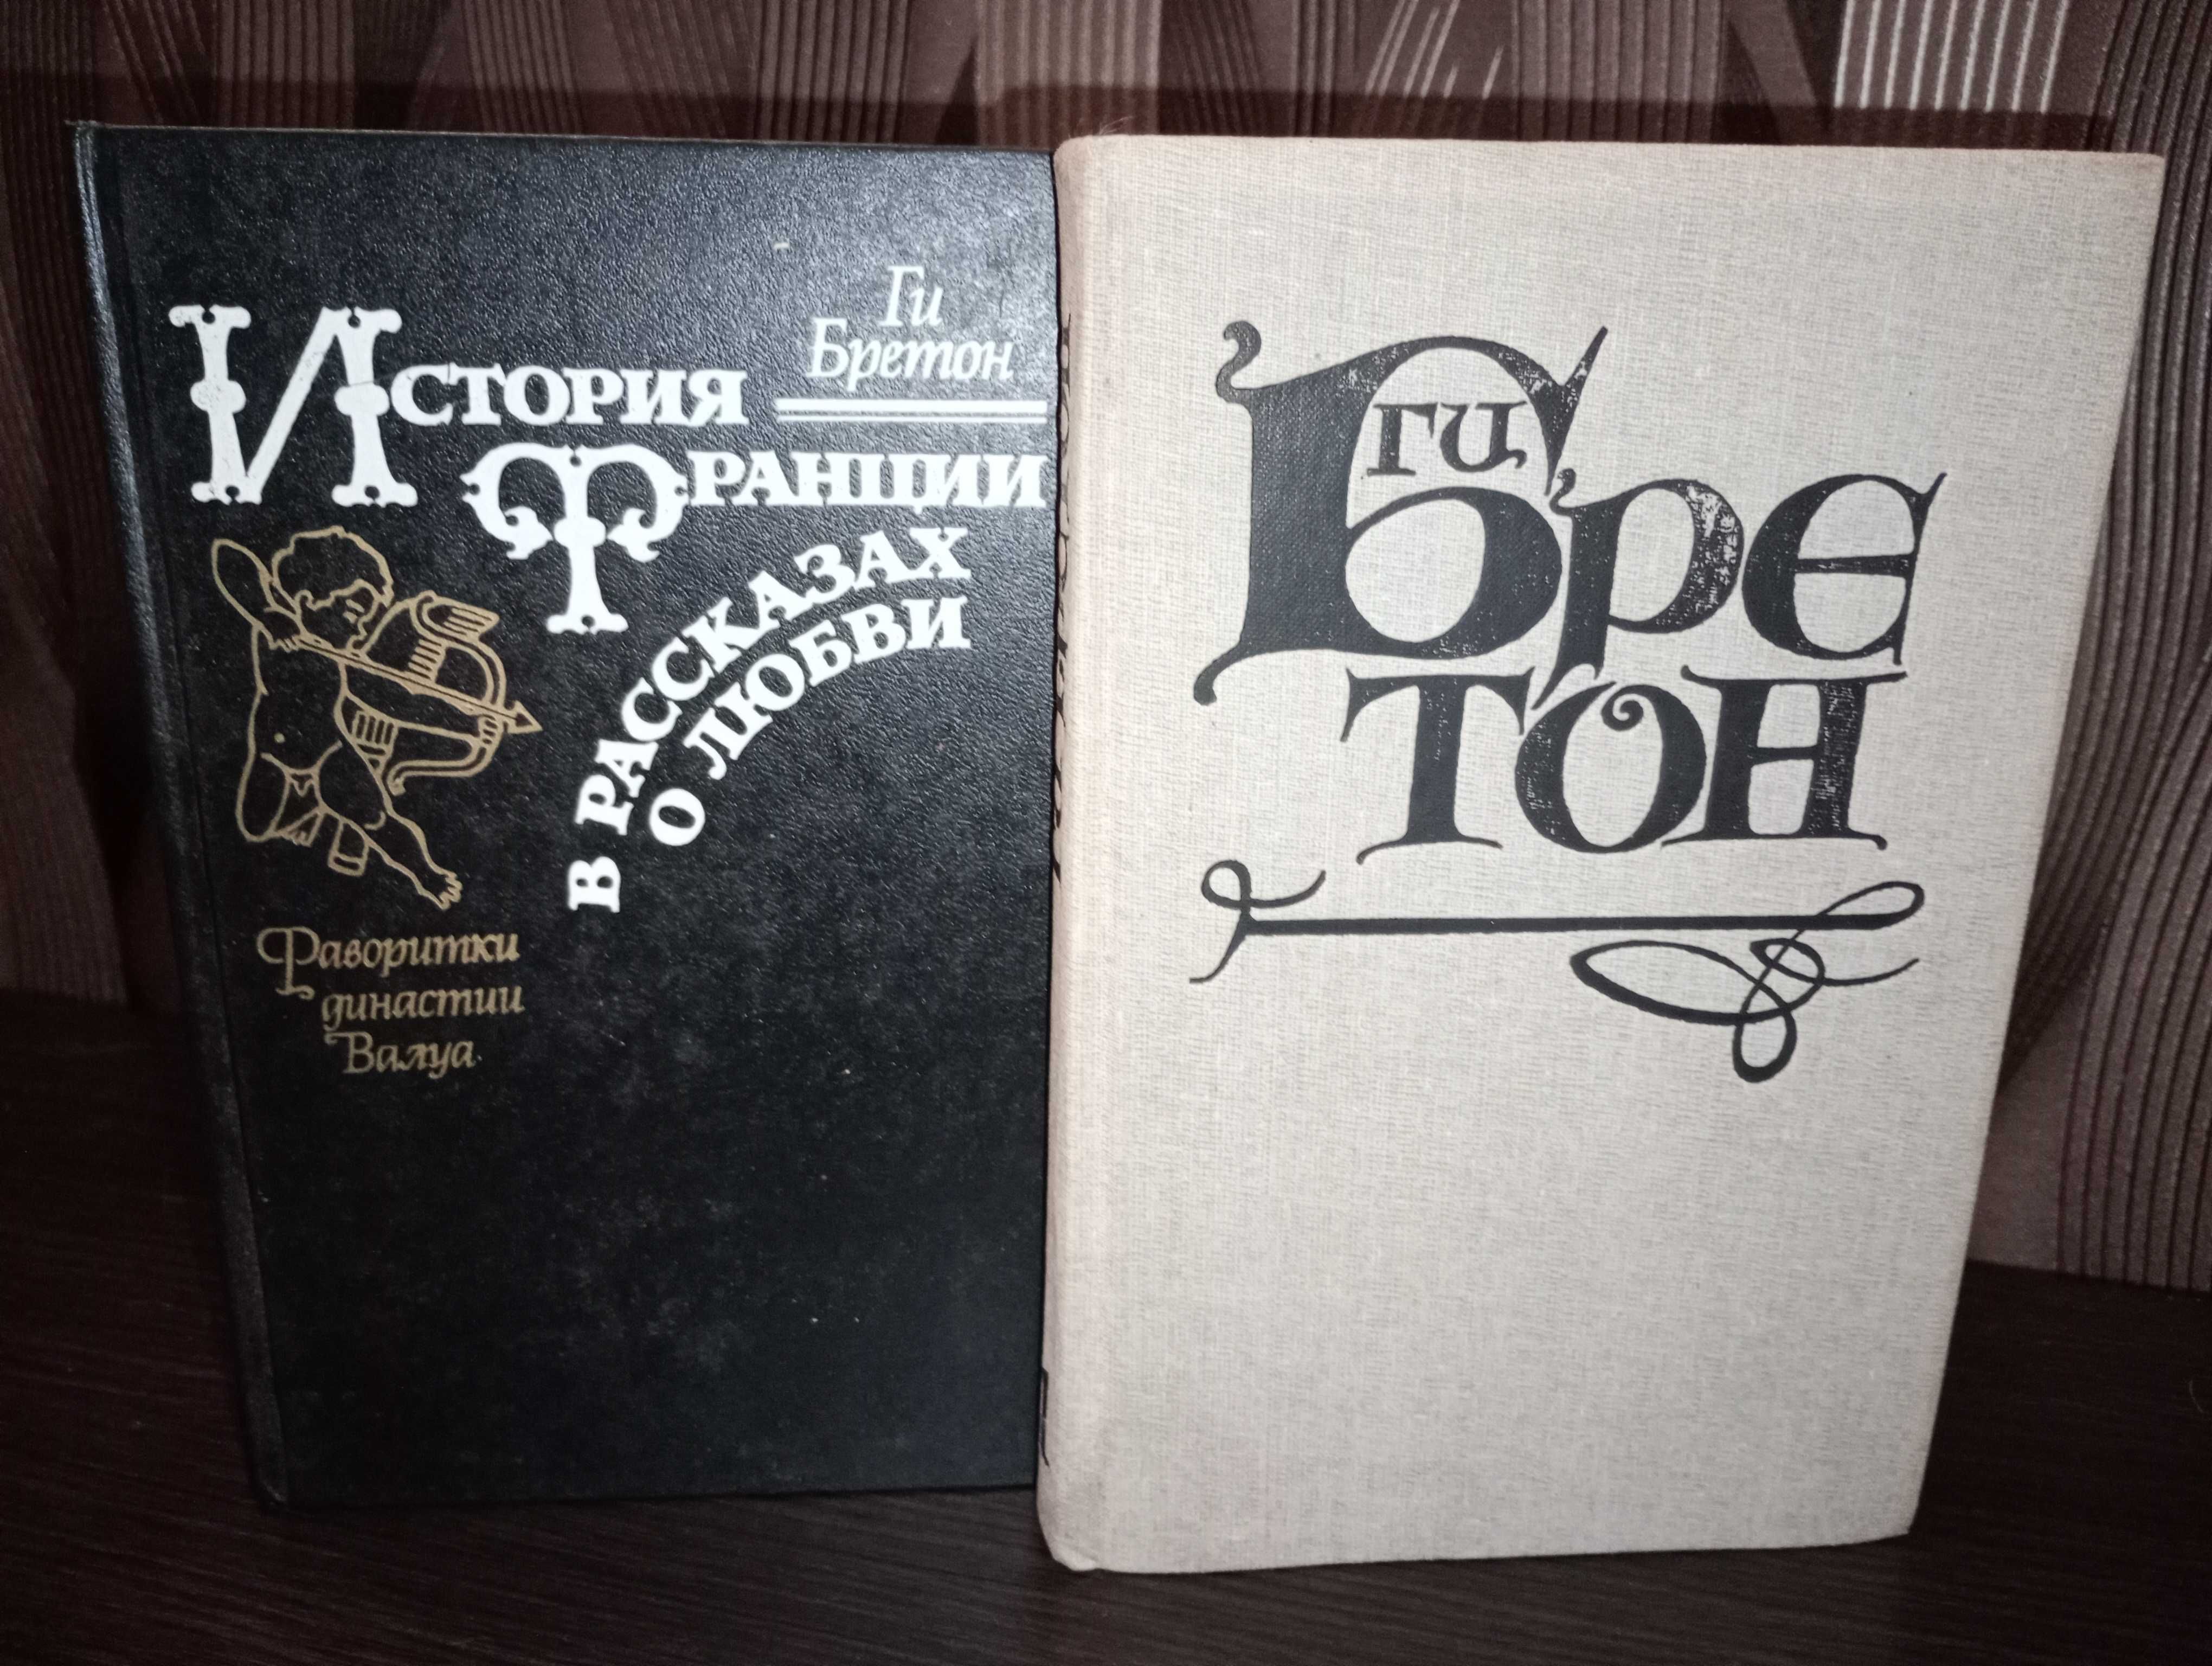 Ги
Бретон
История
Франции
в рассказах
о любви
Фаворитки
династии
Валуа
ги
Бре
тон